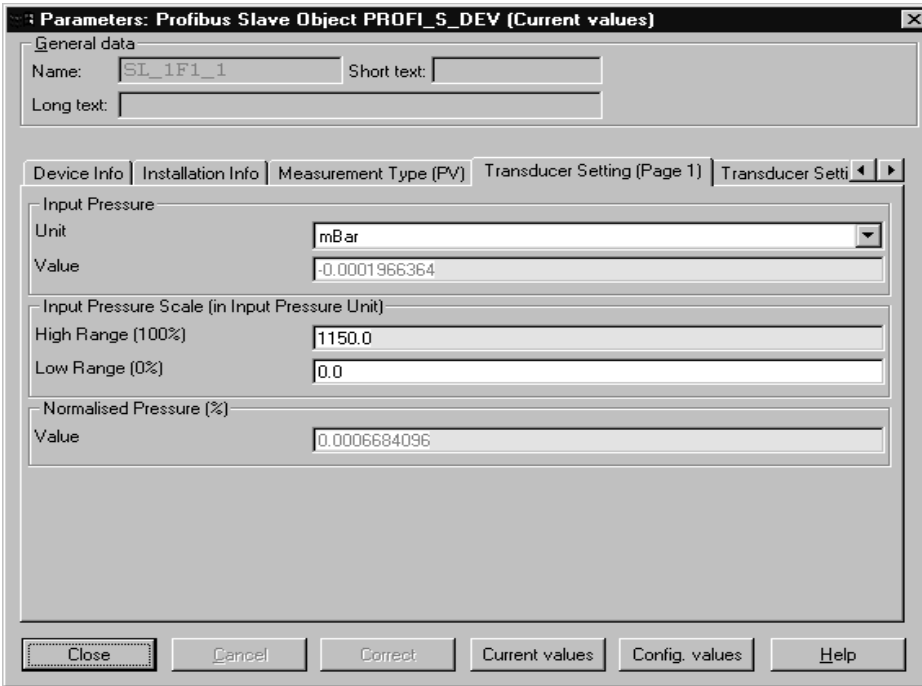 Parameters: Profibus Slave Object PROFI_S_DEV (Current values)
General data
Name: SL_1F1_1 Short text:
Long text:
Device Info Installation Info Measurement Type (PV) Transducer Setting (Page 1) Transducer Setti
Input Pressure
Unit mBar
Value -0.0001966364
Input Pressure Scale (in Input Pressure Unit)
High Range (100%) 1150.0
Low Range (0%) 0.0
Normalised Pressure (%)
Value 0.0006684096
Close Cancel Correct Current values Config. values Help